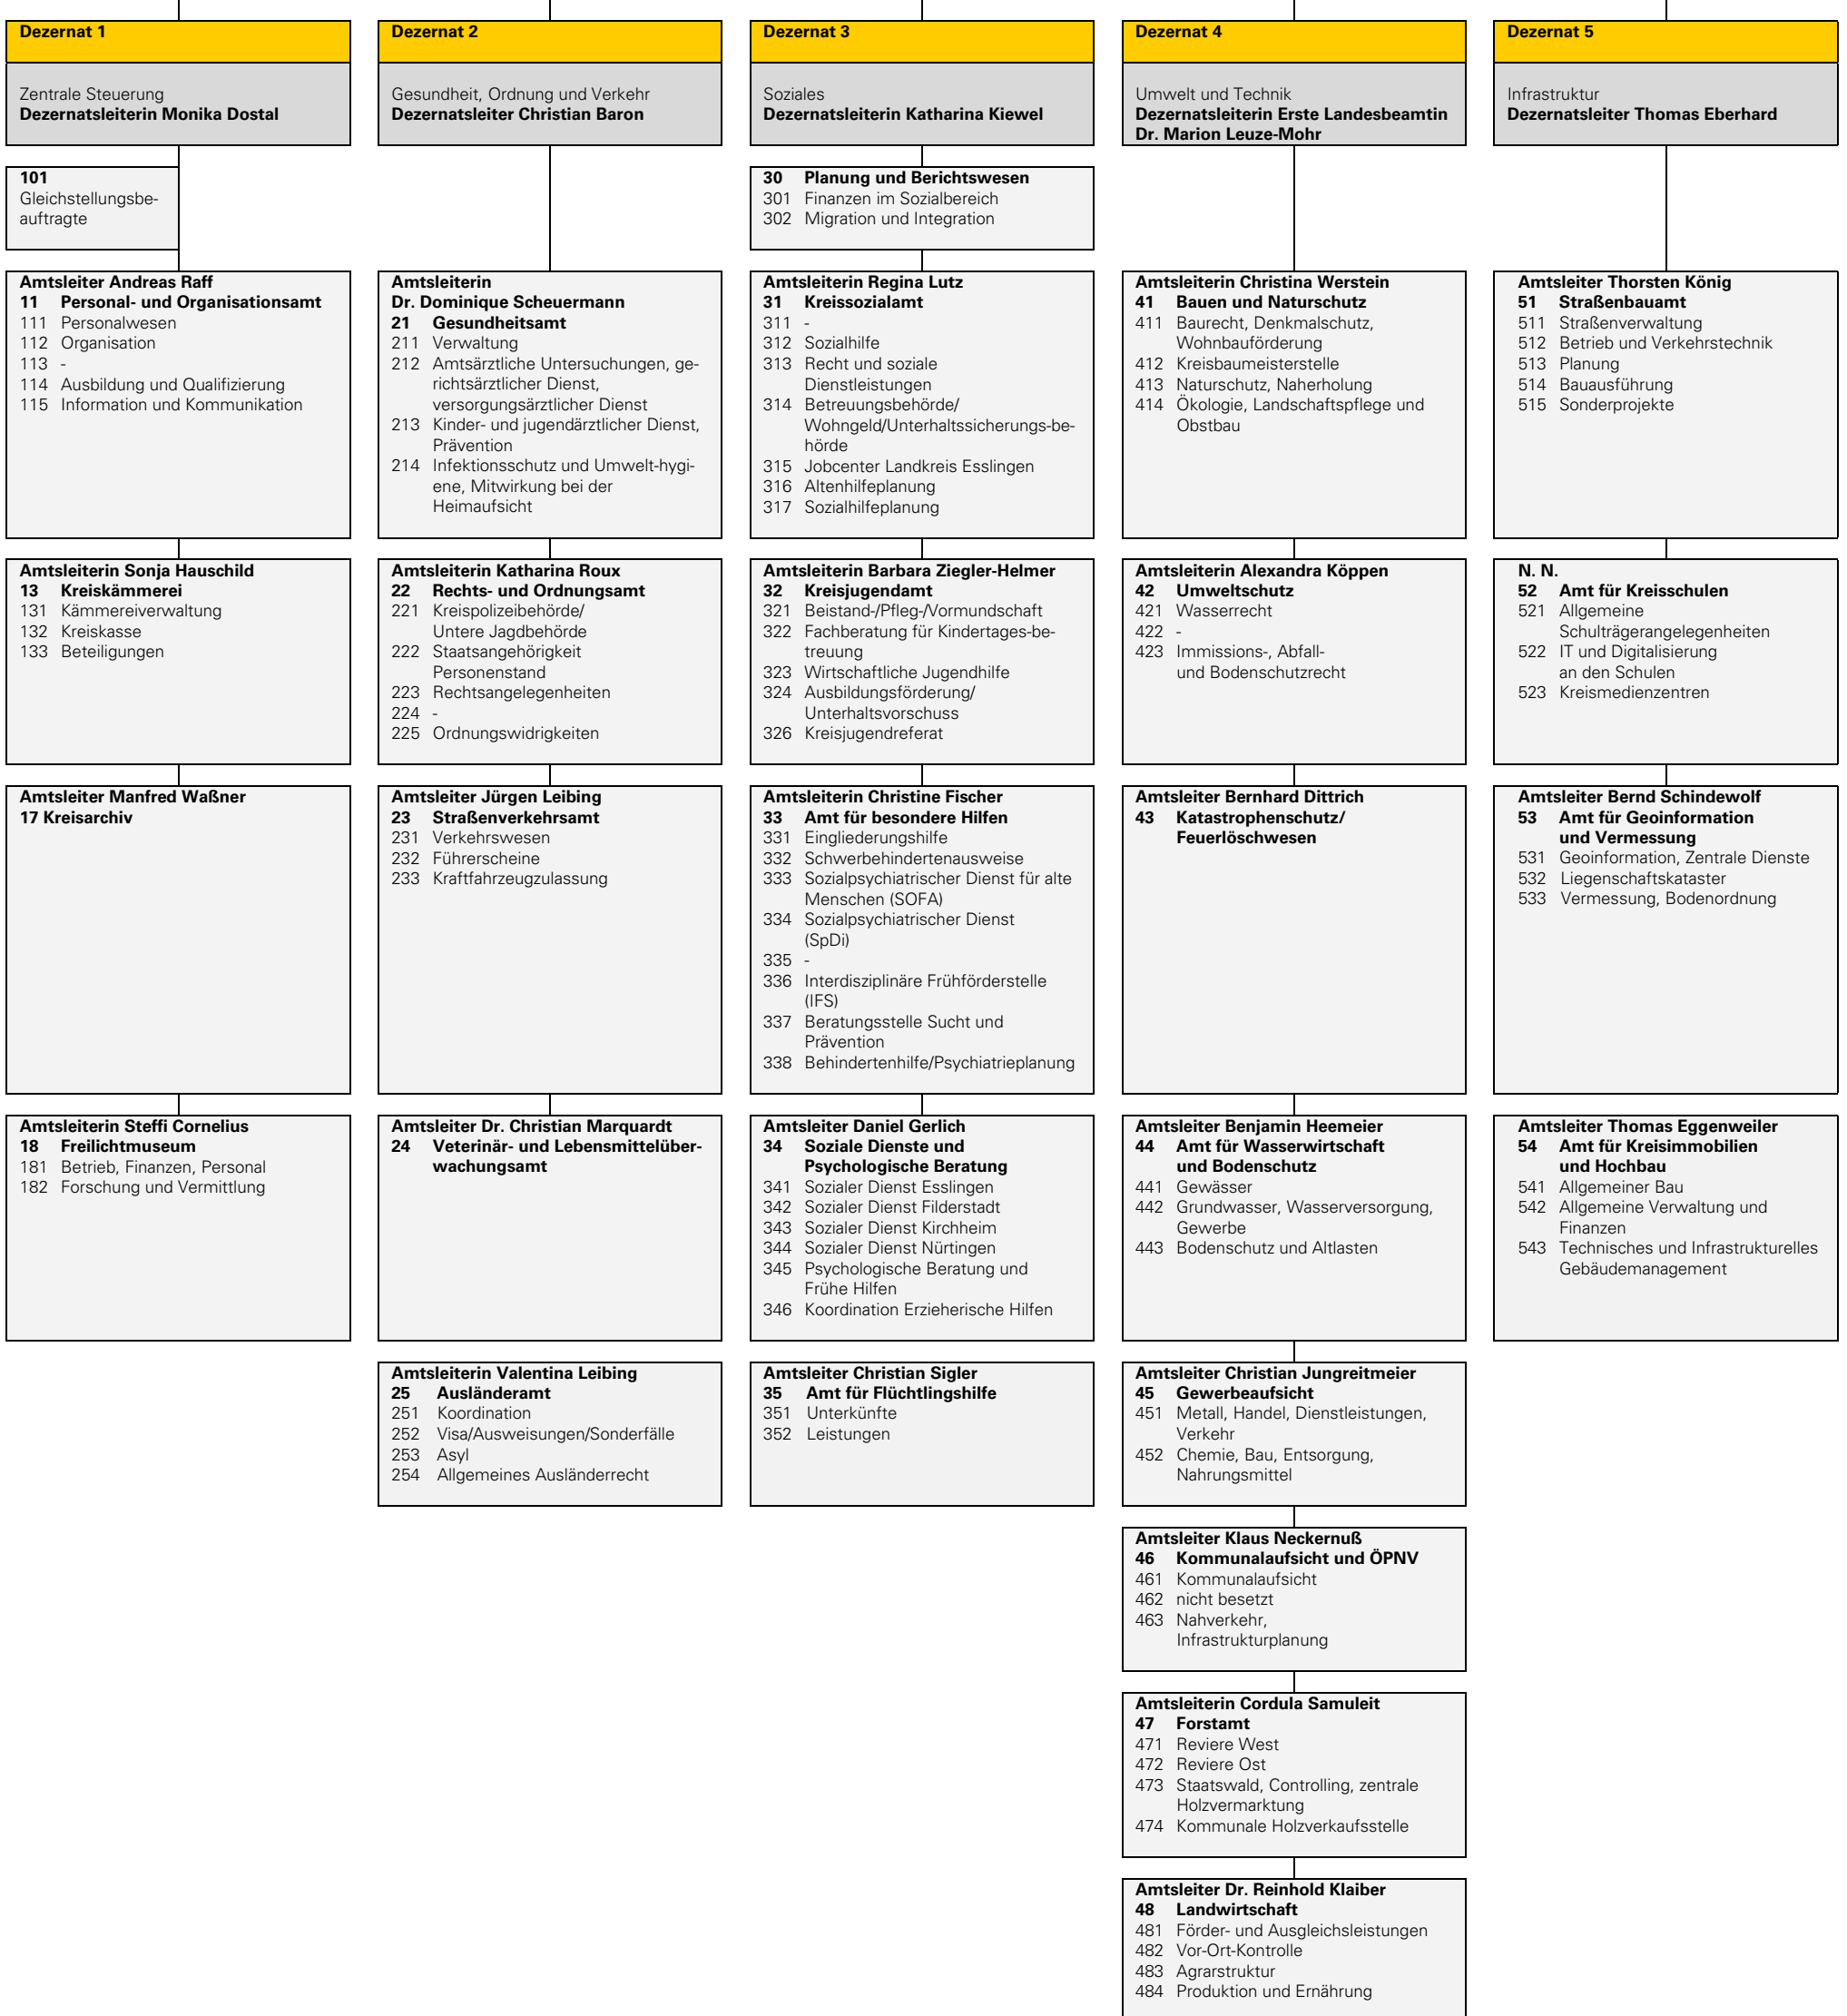 Dezernat 1
Zentrale Steuerung
Dezernatsleiterin Monika Dostal
101
Gleichstellungsbe-
auftragte
Amtsleiter Andreas Raff
11 Personal- und Organisationsamt
111 Personalwesen
112 Organisation
113 -
114 Ausbildung und Qualifizierung
115 Information und Kommunikation
Amtsleiterin Sonja Hauschild
13 Kreiskämmerei
131 Kämmereiverwaltung
132 Kreiskasse
133 Beteiligungen
Amtsleiter Manfred Waßner
17 Kreisarchiv
Amtsleiterin Steffi Cornelius
18 Freilichtmuseum
181 Betrieb, Finanzen, Personal
182 Forschung und Vermittlung
Dezernat 2
Gesundheit, Ordnung und Verkehr
Dezernatsleiter Christian Baron
Amtsleiterin
Dr. Dominique Scheuermann
21 Gesundheitsamt
211 Verwaltung
212 Amtsärztliche Untersuchungen, ge-
richtsärztlicher Dienst,
versorgungsärztlicher Dienst
213 Kinder- und jugendärztlicher Dienst,
Prävention
214 Infektionsschutz und Umwelt-hygi-
ene, Mitwirkung bei der
Heimaufsicht
Amtsleiterin Katharina Roux
22 Rechts- und Ordnungsamt
221 Kreispolizeibehörde/
Untere Jagdbehörde
222 Staatsangehörigkeit
Personenstand
223 Rechtsangelegenheiten
224 -
225 Ordnungswidrigkeiten
Amtsleiter Jürgen Leibing
23 Straßenverkehrsamt
231 Verkehrswesen
232 Führerscheine
233 Kraftfahrzeugzulassung
Amtsleiter Dr. Christian Marquardt
24 Veterinär- und Lebensmittelüber-
wachungsamt
Amtsleiterin Valentina Leibing
25 Ausländeramt
251 Koordination
252 Visa/Ausweisungen/Sonderfälle
253 Asyl
254 Allgemeines Ausländerrecht
Dezernat 3
Soziales
Dezernatsleiterin Katharina Kiewel
30 Planung und Berichtswesen
301 Finanzen im Sozialbereich
302 Migration und Integration
Amtsleiterin Regina Lutz
31 Kreissozialamt
311 -
312 Sozialhilfe
313 Recht und soziale
Dienstleistungen
314 Betreuungsbehörde/
Wohngeld/Unterhaltssicherungs-be-
hörde
315 Jobcenter Landkreis Esslingen
316 Altenhilfeplanung
317 Sozialhilfeplanung
Amtsleiterin Barbara Ziegler-Helmer
32 Kreisjugendamt
321 Beistand-/Pfleg-/Vormundschaft
322 Fachberatung für Kindertages-be-
treuung
323 Wirtschaftliche Jugendhilfe
324 Ausbildungsförderung/
Unterhaltsvorschuss
326 Kreisjugendreferat
Amtsleiterin Christine Fischer
33 Amt für besondere Hilfen
331 Eingliederungshilfe
332 Schwerbehindertenausweise
333 Sozialpsychiatrischer Dienst für alte
Menschen (SOFA)
334 Sozialpsychiatrischer Dienst
(SpDi)
335 -
336 Interdisziplinäre Frühförderstelle
(IFS)
337 Beratungsstelle Sucht und
Prävention
338 Behindertenhilfe/Psychiatrieplanung
Amtsleiter Daniel Gerlich
34 Soziale Dienste und
Psychologische Beratung
341 Sozialer Dienst Esslingen
342 Sozialer Dienst Filderstadt
343 Sozialer Dienst Kirchheim
344 Sozialer Dienst Nürtingen
345 Psychologische Beratung und
Frühe Hilfen
346 Koordination Erzieherische Hilfen
Amtsleiter Christian Sigler
35 Amt für Flüchtlingshilfe
351 Unterkünfte
352 Leistungen
Dezernat 4
Umwelt und Technik
Dezernatsleiterin Erste Landesbeamtin
Dr. Marion Leuze-Mohr
Amtsleiterin Christina Werstein
41 Bauen und Naturschutz
411 Baurecht, Denkmalschutz,
Wohnbauförderung
412 Kreisbaumeisterstelle
413 Naturschutz, Naherholung
414 Ökologie, Landschaftspflege und
Obstbau
Amtsleiterin Alexandra Köppen
42 Umweltschutz
421 Wasserrecht
422 -
423 Immissions-, Abfall-
und Bodenschutzrecht
Amtsleiter Bernhard Dittrich
43 Katastrophenschutz/
Feuerlöschwesen
Amtsleiter Benjamin Heemeier
44 Amt für Wasserwirtschaft
und Bodenschutz
441 Gewässer
442 Grundwasser, Wasserversorgung,
Gewerbe
443 Bodenschutz und Altlasten
Amtsleiter Christian Jungreitmeier
45 Gewerbeaufsicht
451 Metall, Handel, Dienstleistungen,
Verkehr
452 Chemie, Bau, Entsorgung,
Nahrungsmittel
Amtsleiter Klaus Neckernuß
46 Kommunalaufsicht und ÖPNV
461 Kommunalaufsicht
462 nicht besetzt
463 Nahverkehr,
Infrastrukturplanung
Amtsleiterin Cordula Samuleit
47 Forstamt
471 Reviere West
472 Reviere Ost
473 Staatswald, Controlling, zentrale
Holzvermarktung
474 Kommunale Holzverkaufsstelle
Amtsleiter Dr. Reinhold Klaiber
48 Landwirtschaft
481 Förder- und Ausgleichsleistungen
482 Vor-Ort-Kontrolle
483 Agrarstruktur
484 Produktion und Ernährung
Dezernat 5
Infrastruktur
Dezernatsleiter Thomas Eberhard
Amtsleiter Thorsten König
51 Straßenbauamt
511 Straßenverwaltung
512 Betrieb und Verkehrstechnik
513 Planung
514 Bauausführung
515 Sonderprojekte
N. N.
52 Amt für Kreisschulen
521 Allgemeine
Schulträgerangelegenheiten
522 IT und Digitalisierung
an den Schulen
523 Kreismedienzentren
Amtsleiter Bernd Schindewolf
53 Amt für Geoinformation
und Vermessung
531 Geoinformation, Zentrale Dienste
532 Liegenschaftskataster
533 Vermessung, Bodenordnung
Amtsleiter Thomas Eggenweiler
54 Amt für Kreisimmobilien
und Hochbau
541 Allgemeiner Bau
542 Allgemeine Verwaltung und
Finanzen
543 Technisches und Infrastrukturelles
Gebäudemanagement